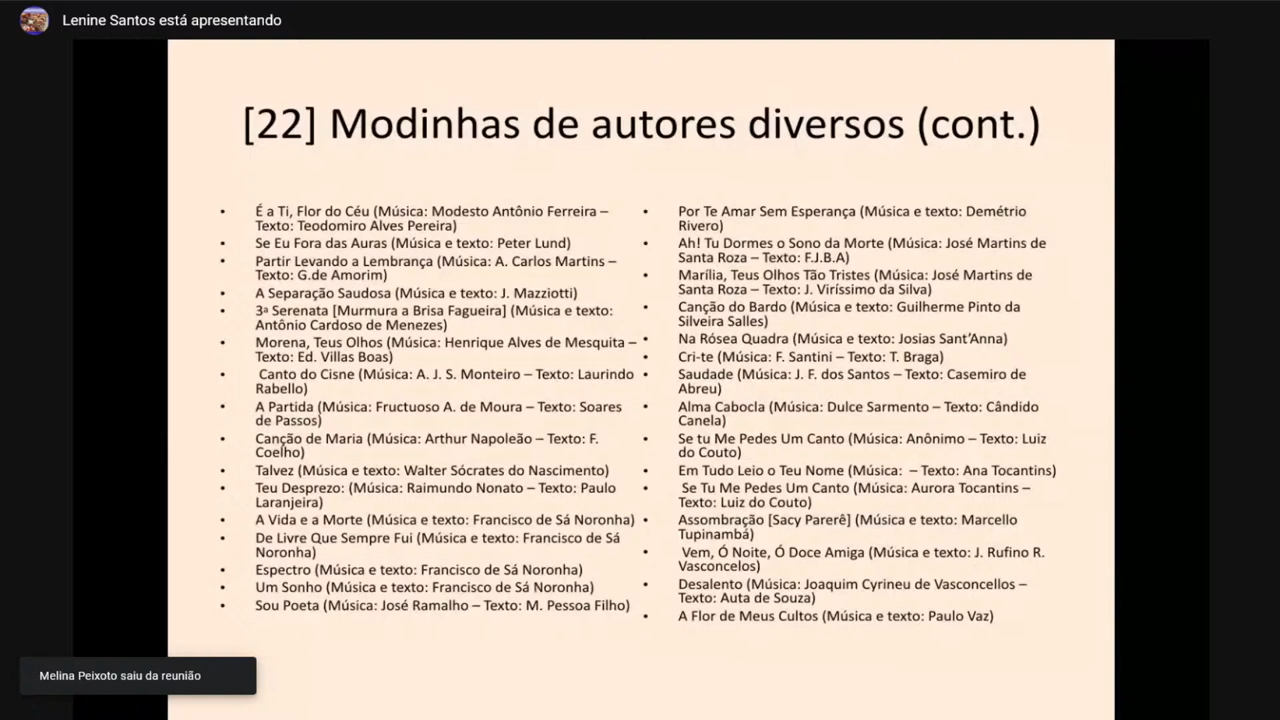 Lenine Santos está apresentando
[22] Modinhas de autores diversos (cont.)
• É a Ti, Flor do Céu (Música: Modesto Antônio Ferreira –
Texto: Teodomiro Alves Pereira)
• Se Eu Fora das Auras (Música e texto: Peter Lund)
• Partir Levando a Lembrança (Música: A. Carlos Martins –
Texto: G.de Amorim)
• A Separação Saudosa (Música e texto: J. Mazziotti)
• 3ª Serenata [Murmura a Brisa Fagueira] (Música e texto:
Antônio Cardoso de Menezes)
• Morena, Teus Olhos (Música: Henrique Alves de Mesquita –
Texto: Ed. Villas Boas)
• Canto do Cisne (Música: A. J. S. Monteiro – Texto: Laurindo
Rabello)
• A Partida (Música: Fructuoso A. de Moura – Texto: Soares
de Passos)
• Canção de Maria (Música: Arthur Napoleão – Texto: F.
Coelho)
• Talvez (Música e texto: Walter Sócrates do Nascimento)
• Teu Desprezo: (Música: Raimundo Nonato – Texto: Paulo
Laranjeira)
• A Vida e a Morte (Música e texto: Francisco de Sá Noronha)
• De Livre Que Sempre Fui (Música e texto: Francisco de Sá
Noronha)
• Espectro (Música e texto: Francisco de Sá Noronha)
• Um Sonho (Música e texto: Francisco de Sá Noronha)
• Sou Poeta (Música: José Ramalho – Texto: M. Pessoa Filho)
• Por Te Amar Sem Esperança (Música e texto: Demétrio
Rivero)
• Ah! Tu Dormes o Sono da Morte (Música: José Martins de
Santa Roza – Texto: F.J.B.A)
• Marília, Teus Olhos Tão Tristes (Música: José Martins de
Santa Roza – Texto: J. Viríssimo da Silva)
• Canção do Bardo (Música e texto: Guilherme Pinto da
Silveira Salles)
• Na Rósea Quadra (Música e texto: Josias Sant’Anna)
• Cri-te (Música: F. Santini – Texto: T. Braga)
• Saudade (Música: J. F. dos Santos – Texto: Casemiro de
Abreu)
• Alma Cabocla (Música: Dulce Sarmento – Texto: Cândido
Canela)
• Se tu Me Pedes Um Canto (Música: Anônimo – Texto: Luiz
do Couto)
• Em Tudo Leio o Teu Nome (Música:  – Texto: Ana Tocantins)
• Se Tu Me Pedes Um Canto (Música: Aurora Tocantins –
Texto: Luiz do Couto)
• Assombração [Sacy Parerê] (Música e texto: Marcello
Tupinambá)
• Vem, Ó Noite, Ó Doce Amiga (Música e texto: J. Rufino R.
Vasconcelos)
• Desalento (Música: Joaquim Cyrineu de Vasconcellos –
Texto: Auta de Souza)
• A Flor de Meus Cultos (Música e texto: Paulo Vaz)
Melina Peixoto saiu da reunião